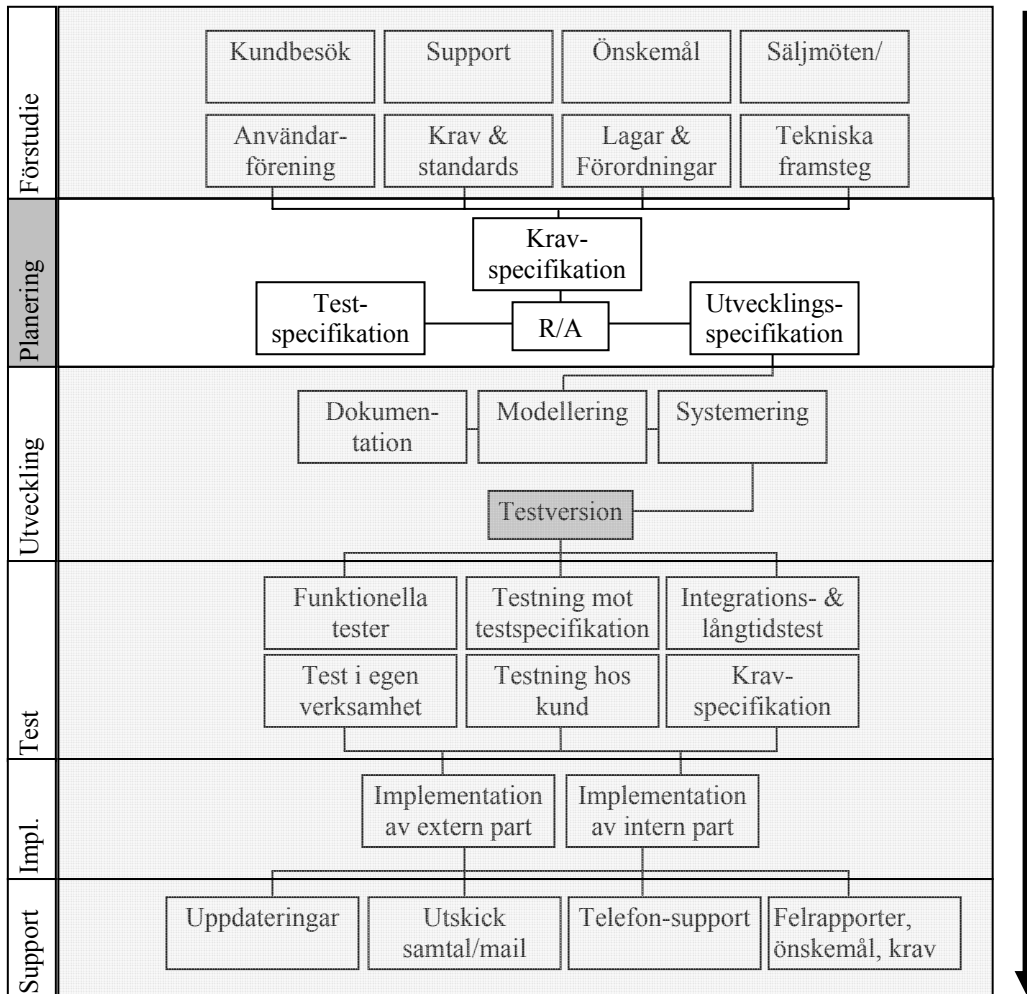 Förstudie
Kundbesök
Support
Önskemål
Säljmöten/
Användar-
förening
Krav &
standards
Lagar &
Förordningar
Tekniska
framsteg
Planering
Krav-
specifikation
Test-
specifikation
R/A
Utvecklings-
specifikation
Utveckling
Dokumen-
tation
Modellering
Systemering
Testversion
Test
Funktionella
tester
Testning mot
testspecifikation
Integrations- &
långtidstest
Test i egen
verksamhet
Testning hos
kund
Krav-
specifikation
Impl.
Implementation
av extern part
Implementation
av intern part
Support
Uppdateringar
Utskick
samtal/mail
Telefon-support
Felrapporter,
önskemål, krav